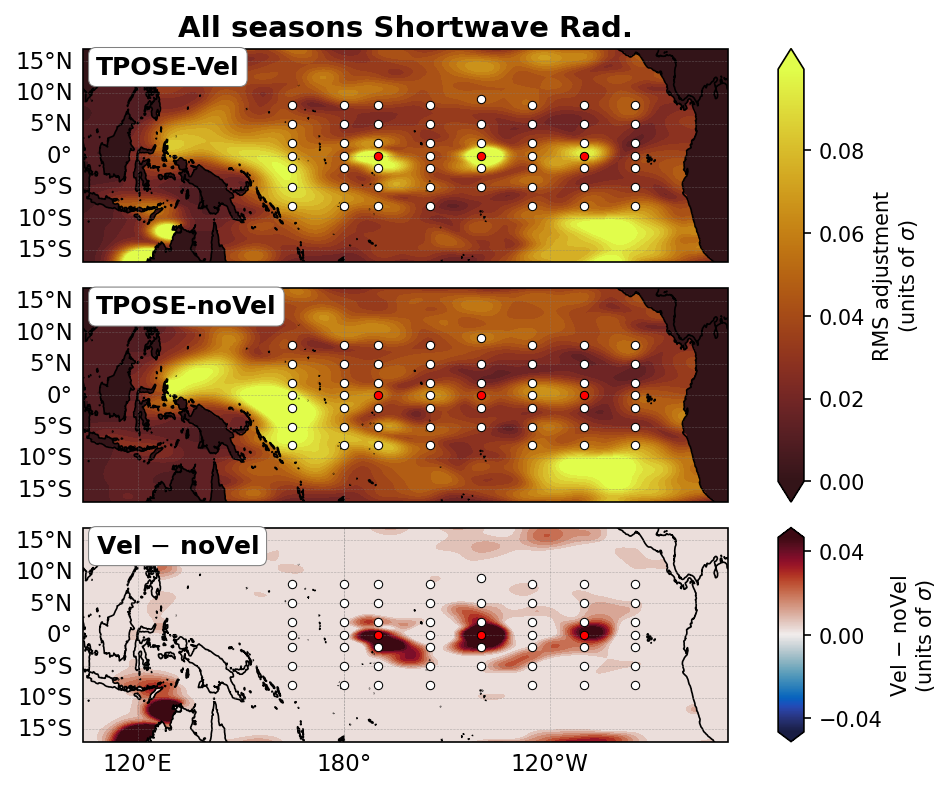 All seasons Shortwave Rad.
TPOSE-Vel
15°N
10°N
5°N
0°
5°S
10°S
15°S
TPOSE-noVel
15°N
10°N
5°N
0°
5°S
10°S
15°S
0.08
0.06
0.04
0.02
0.00
RMS adjustment
(units of σ)
Vel − noVel
15°N
10°N
5°N
0°
5°S
10°S
15°S
120°E
180°
120°W
0.04
0.00
−0.04
Vel − noVel
(units of σ)